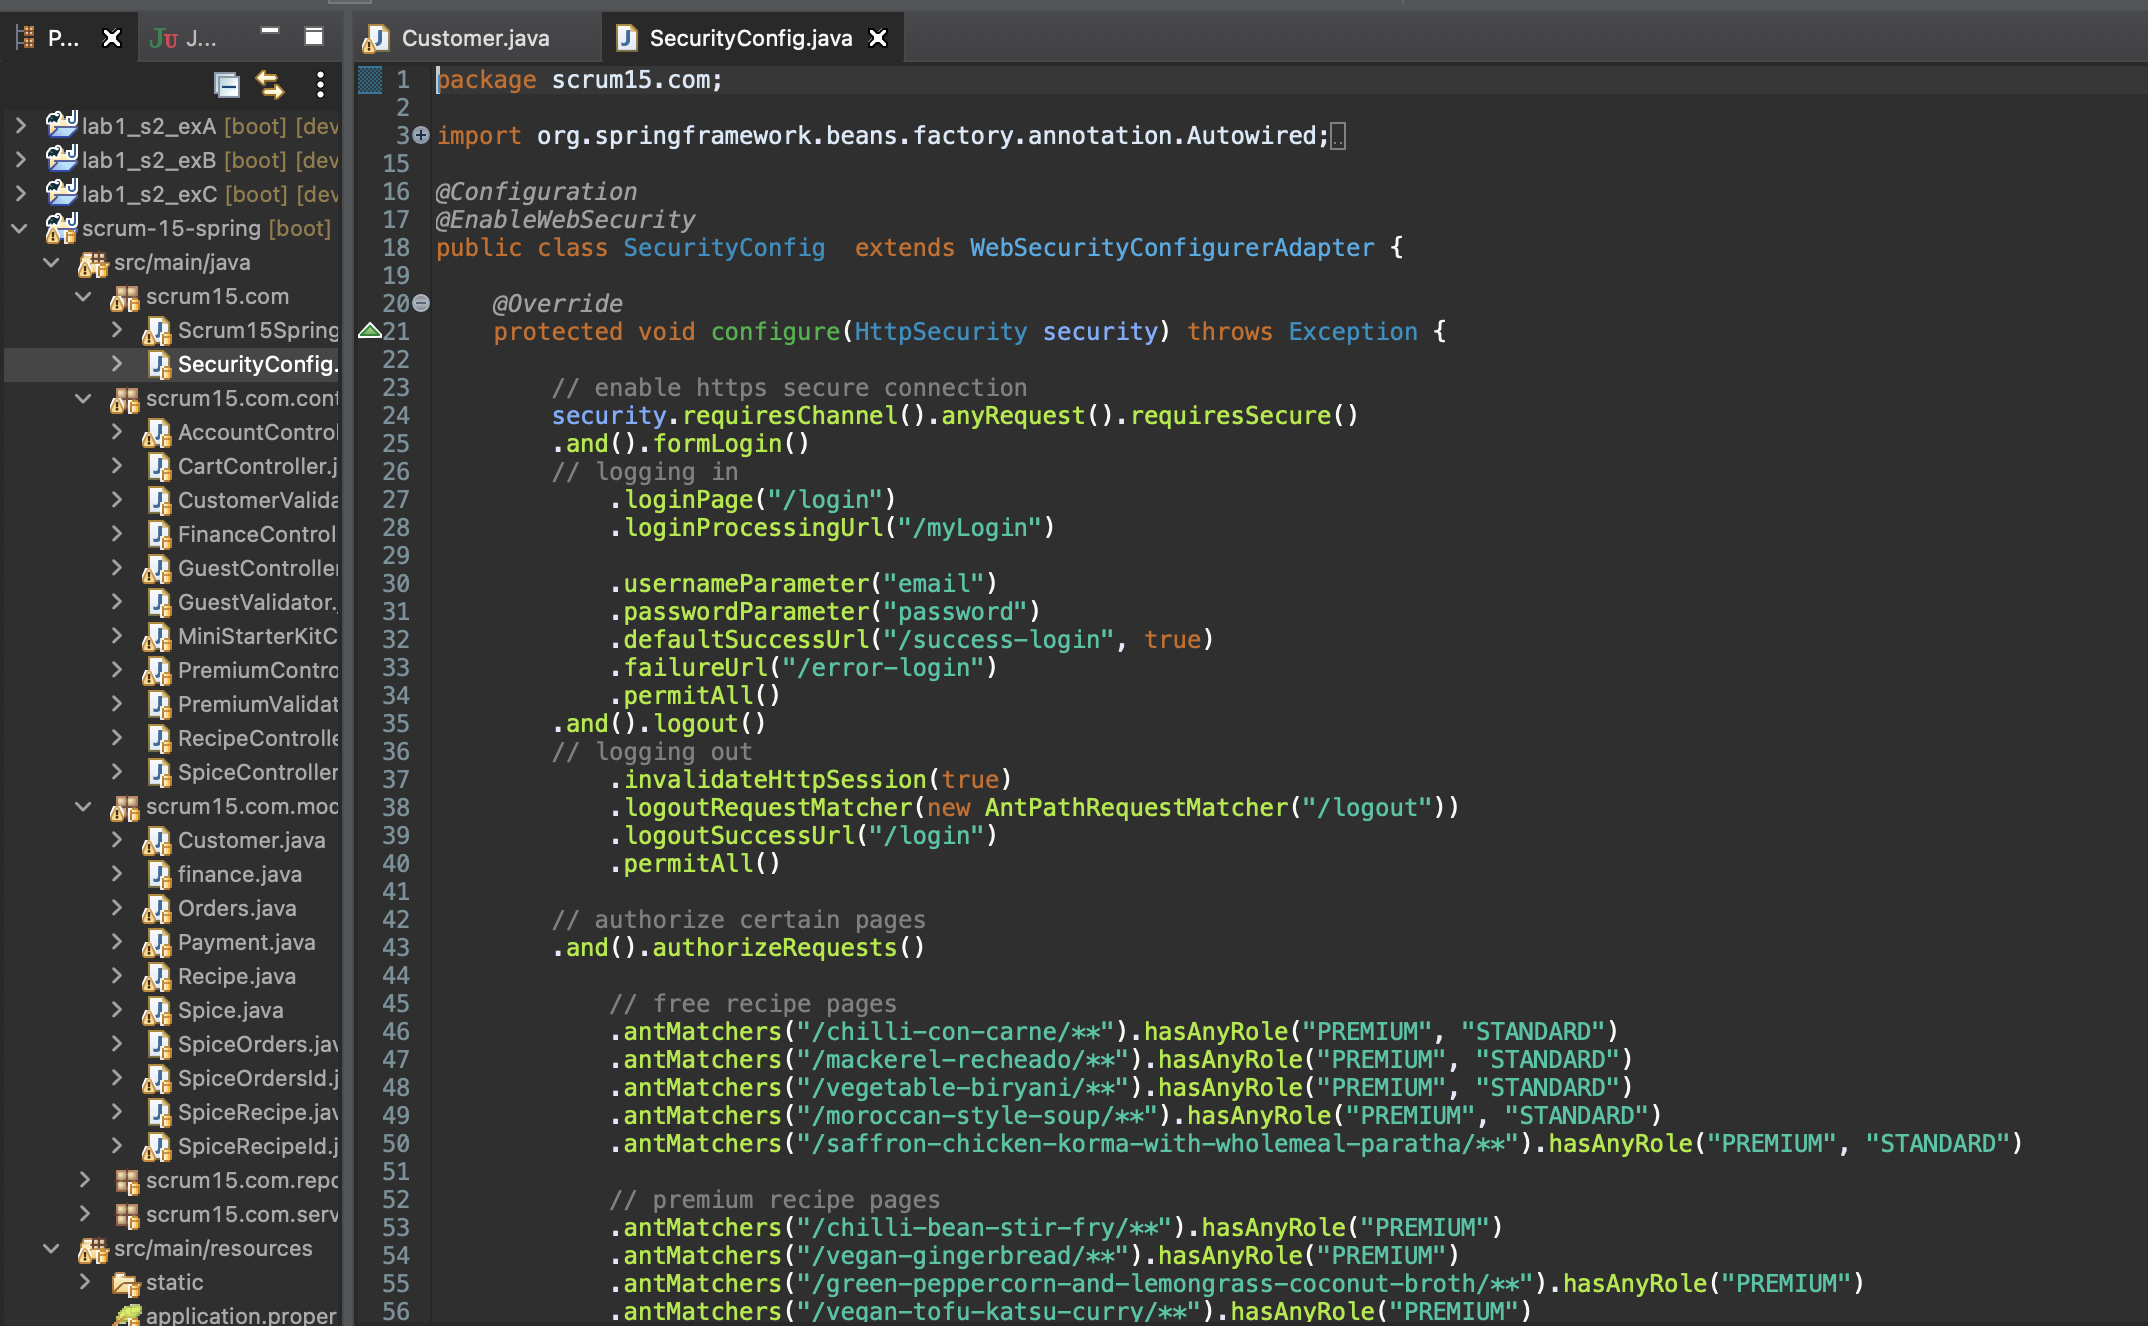 P...
J...
Customer.java
SecurityConfig.java
lab1_s2_exA [boot] [dev
lab1_s2_exB [boot] [dev
lab1_s2_exC [boot] [dev
scrum-15-spring [boot]
src/main/java
scrum15.com
Scrum15Spring
SecurityConfig.
scrum15.com.cont
AccountControl
CartController.j
CustomerValida
FinanceControl
GuestController
GuestValidator.
MiniStarterKitC
PremiumContro
PremiumValidat
RecipeControlle
SpiceController
scrum15.com.mod
Customer.java
finance.java
Orders.java
Payment.java
Recipe.java
Spice.java
SpiceOrders.jav
SpiceOrdersId.j
SpiceRecipe.jav
SpiceRecipeId.j
scrum15.com.repo
scrum15.com.serv
src/main/resources
static
application.proper
1 package scrum15.com;
2
3 import org.springframework.beans.factory.annotation.Autowired;
15
16 @Configuration
17 @EnableWebSecurity
18 public class SecurityConfig  extends WebSecurityConfigurerAdapter {
19
20 @Override
21 protected void configure(HttpSecurity security) throws Exception {
22
23 // enable https secure connection
24 security.requiresChannel().anyRequest().requiresSecure()
25 .and().formLogin()
26 // logging in
27 .loginPage("/login")
28 .loginProcessingUrl("/myLogin")
29
30 .usernameParameter("email")
31 .passwordParameter("password")
32 .defaultSuccessUrl("/success-login", true)
33 .failureUrl("/error-login")
34 .permitAll()
35 .and().logout()
36 // logging out
37 .invalidateHttpSession(true)
38 .logoutRequestMatcher(new AntPathRequestMatcher("/logout"))
39 .logoutSuccessUrl("/login")
40 .permitAll()
41
42 // authorize certain pages
43 .and().authorizeRequests()
44
45 // free recipe pages
46 .antMatchers("/chilli-con-carne/**").hasAnyRole("PREMIUM", "STANDARD")
47 .antMatchers("/mackerel-recheado/**").hasAnyRole("PREMIUM", "STANDARD")
48 .antMatchers("/vegetable-biryani/**").hasAnyRole("PREMIUM", "STANDARD")
49 .antMatchers("/moroccan-style-soup/**").hasAnyRole("PREMIUM", "STANDARD")
50 .antMatchers("/saffron-chicken-korma-with-wholemeal-paratha/**").hasAnyRole("PREMIUM", "STANDARD")
51
52 // premium recipe pages
53 .antMatchers("/chilli-bean-stir-fry/**").hasAnyRole("PREMIUM")
54 .antMatchers("/vegan-gingerbread/**").hasAnyRole("PREMIUM")
55 .antMatchers("/green-peppercorn-and-lemongrass-coconut-broth/**").hasAnyRole("PREMIUM")
56 .antMatchers("/vegan-tofu-katsu-curry/**").hasAnyRole("PREMIUM")